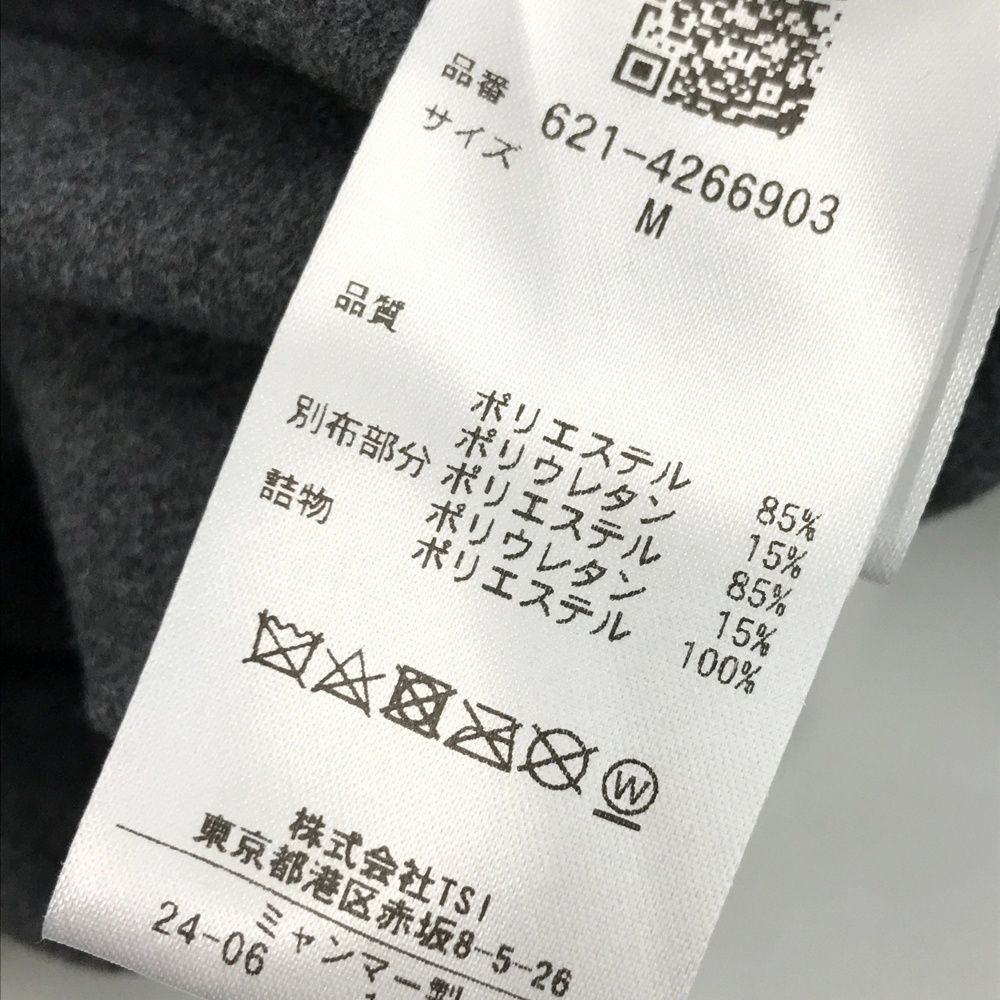 品番 621-4266903
サイズ M
品質
ポリエステル 85%
ポリウレタン 15%
別布部分 ポリエステル 85%
ポリウレタン 15%
詰物 ポリエステル 100%
W
株式会社TSI
東京都港区赤坂8-5-26
ミャンマー製
24-06